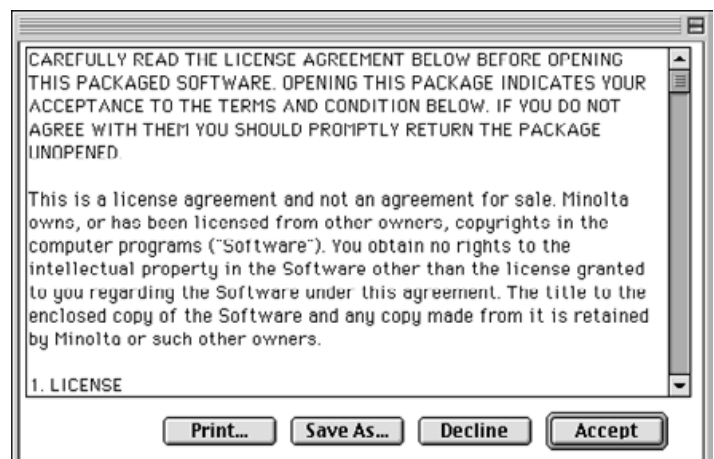 CAREFULLY READ THE LICENSE AGREEMENT BELOW BEFORE OPENING
THIS PACKAGED SOFTWARE. OPENING THIS PACKAGE INDICATES YOUR
ACCEPTANCE TO THE TERMS AND CONDITION BELOW. IF YOU DO NOT
AGREE WITH THEM YOU SHOULD PROMPTLY RETURN THE PACKAGE
UNOPENED.
This is a license agreement and not an agreement for sale. Minolta
owns, or has been licensed from other owners, copyrights in the
computer programs ("Software"). You obtain no rights to the
intellectual property in the Software other than the license granted
to you regarding the Software under this agreement. The title to the
enclosed copy of the Software and any copy made from it is retained
by Minolta or such other owners.
1. LICENSE
Print... Save As... Decline Accept